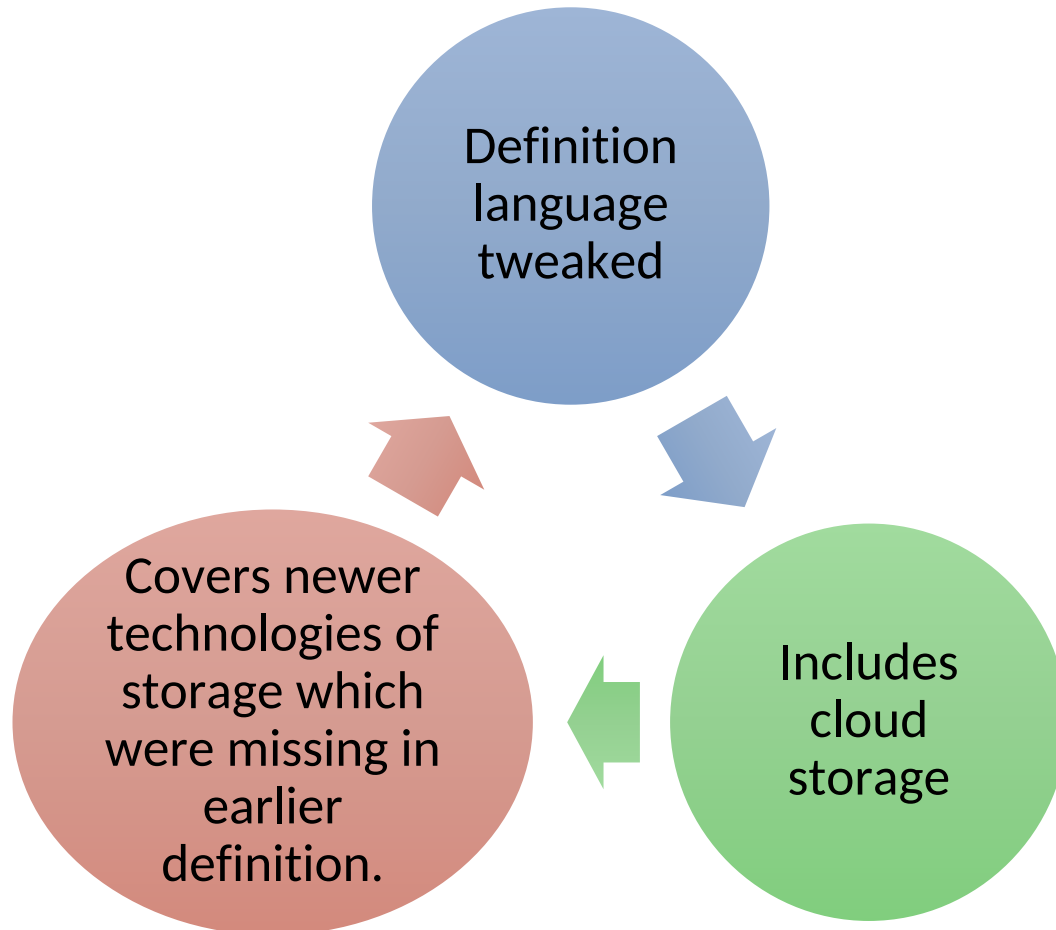 Definition
language
tweaked
Includes
cloud
storage
Covers newer
technologies of
storage which
were missing in
earlier
definition.